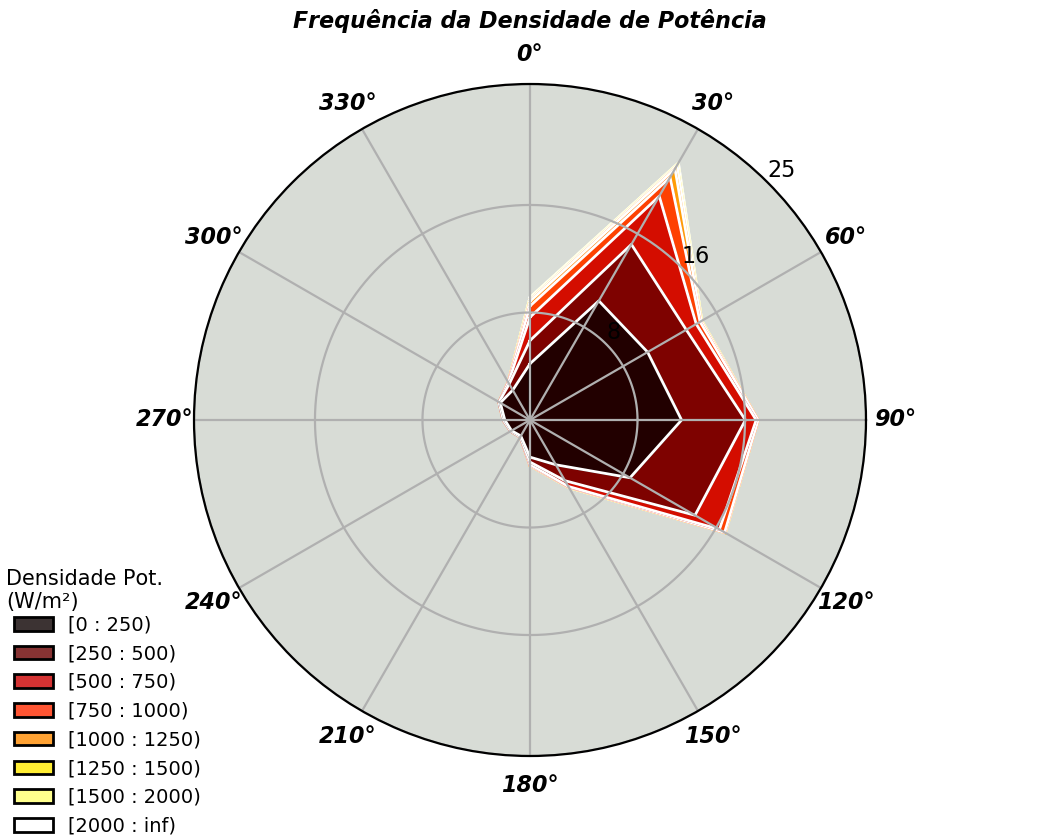 Frequência da Densidade de Potência
0°
330°
30°
25
300°
60°
16
8
270°
90°
240°
120°
210°
150°
180°
Densidade Pot.
(W/m²)
[0 : 250)
[250 : 500)
[500 : 750)
[750 : 1000)
[1000 : 1250)
[1250 : 1500)
[1500 : 2000)
[2000 : inf)